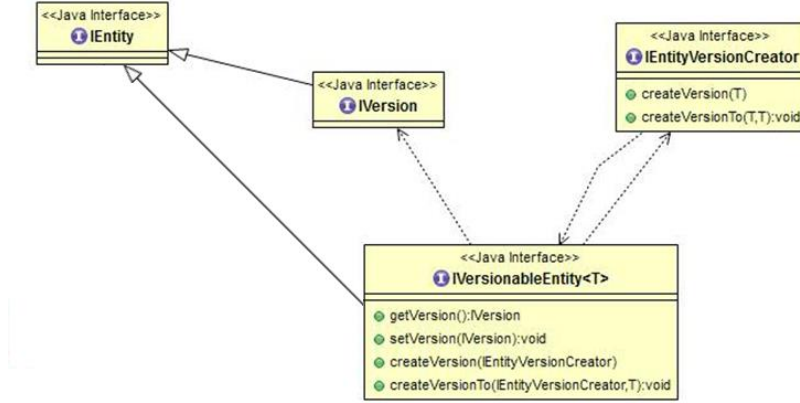 <<Java Interface>>
IEntity
<<Java Interface>>
IVersion
<<Java Interface>>
IEntityVersionCreator
createVersion(T)
createVersionTo(T,T):void
<<Java Interface>>
IVersionableEntity<T>
getVersion():IVersion
setVersion(IVersion):void
createVersion(IEntityVersionCreator)
createVersionTo(IEntityVersionCreator,T):void